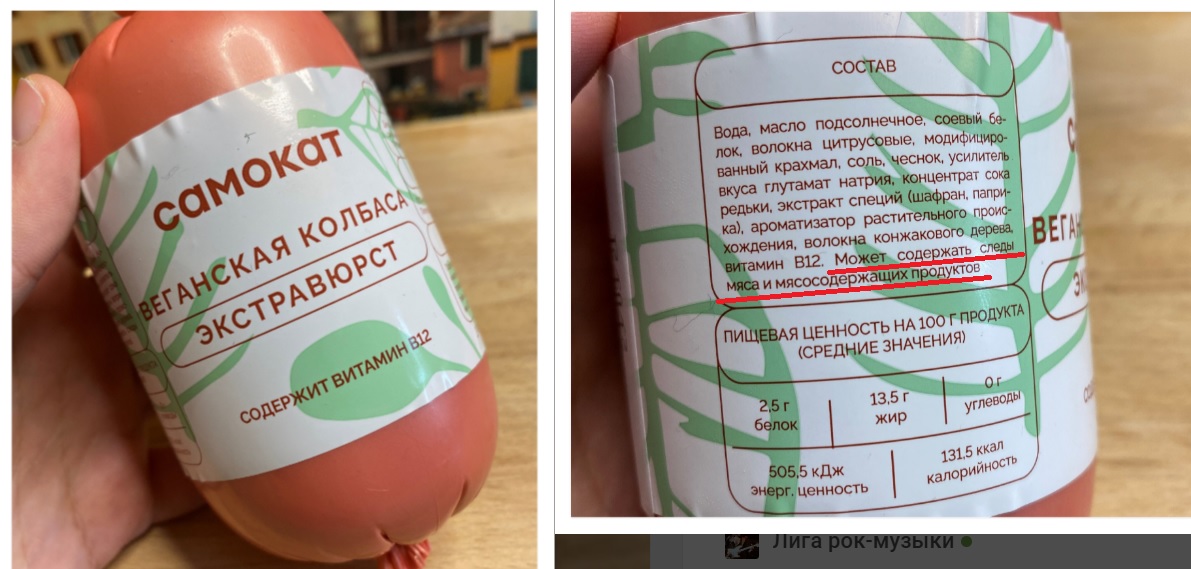 самокат
ВЕГАНСКАЯ КОЛБАСА
ЭКСТРАВЮРСТ
СОДЕРЖИТ ВИТАМИН B12
СОСТАВ
Вода, масло подсолнечное, соевый бе-
лок, волокна цитрусовые, модифициро-
ванный крахмал, соль, чеснок, усилитель
вкуса глутамат натрия, концентрат сока
редьки, экстракт специй (шафран, папри-
ка), ароматизатор растительного проис-
хождения, волокна конжакового дерева,
витамин B12. Может содержать следы
мяса и мясосодержащих продуктов
ПИЩЕВАЯ ЦЕННОСТЬ НА 100 Г ПРОДУКТА
(СРЕДНИЕ ЗНАЧЕНИЯ)
2,5 г
белок
13,5 г
жир
0 г
углеводы
505,5 кДж
энерг. ценность
131,5 ккал
калорийность
Лига рок-музыки